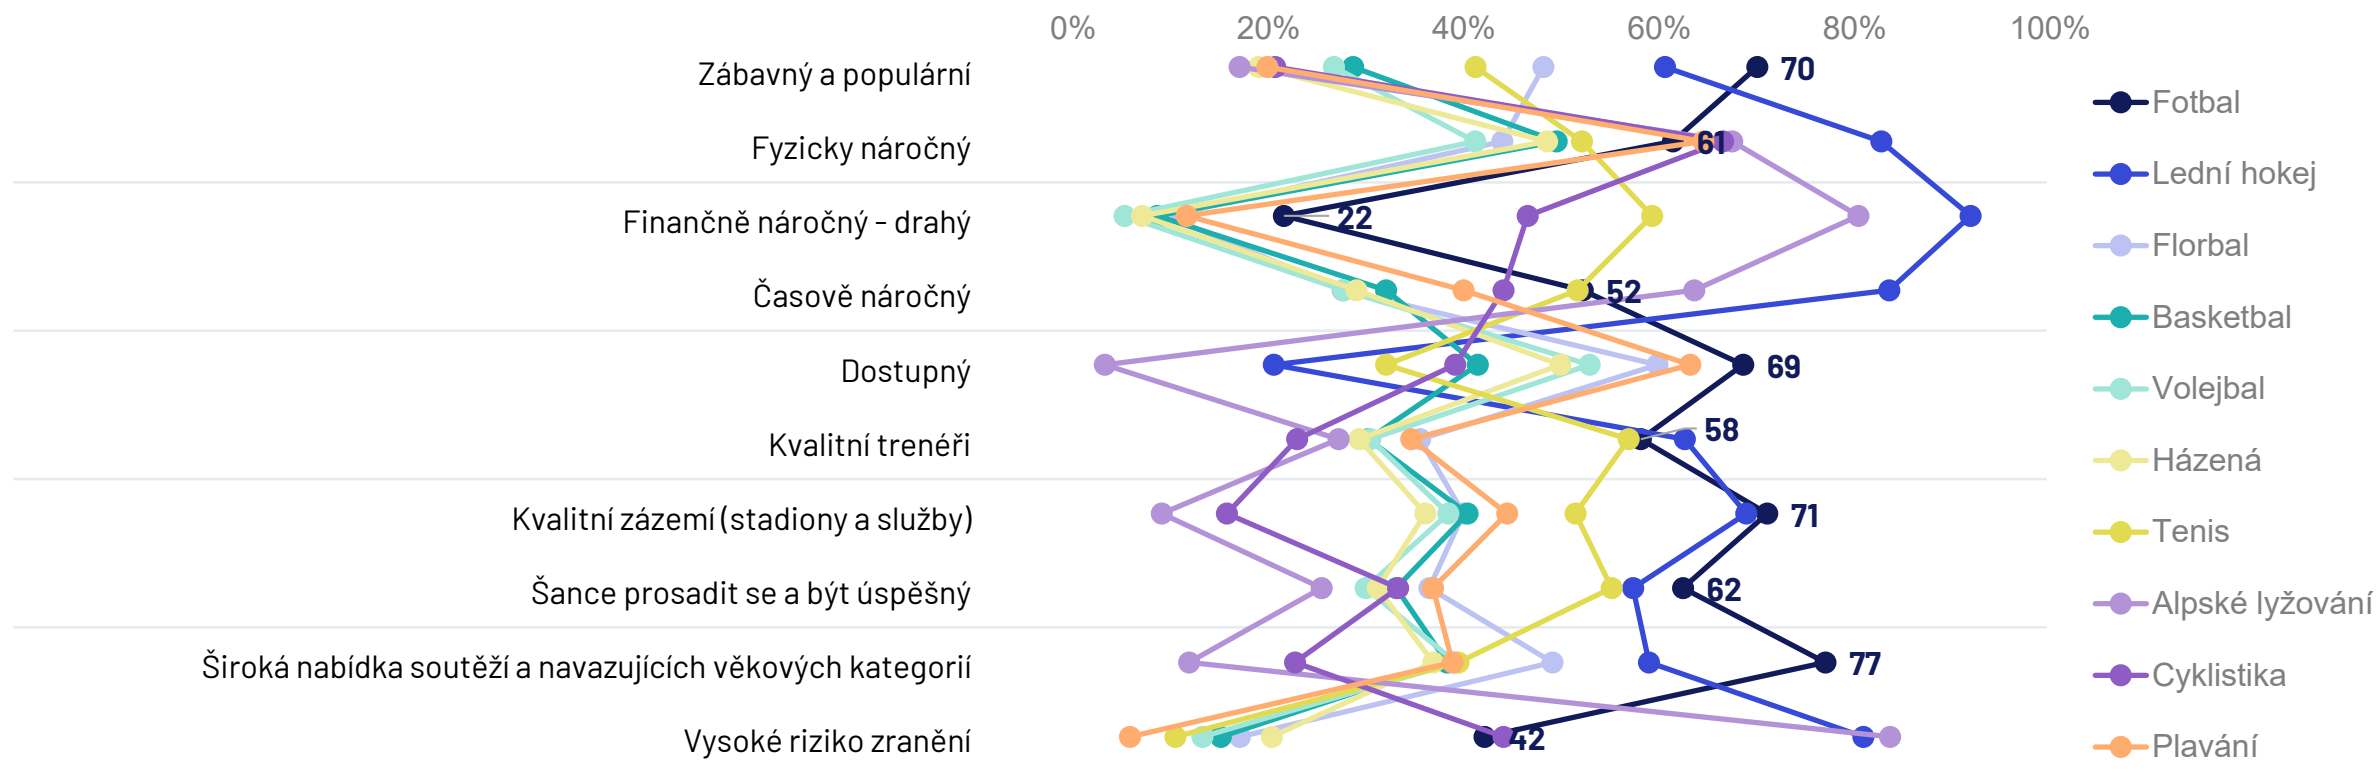 0% 20% 40% 60% 80% 100%
Zábavný a populární 70
Fyzicky náročný 61
Finančně náročný - drahý 22
Časově náročný 52
Dostupný 69
Kvalitní trenéři 58
Kvalitní zázemí (stadiony a služby) 71
Šance prosadit se a být úspěšný 62
Široká nabídka soutěží a navazujících věkových kategorií 77
Vysoké riziko zranění 42
Fotbal
Lední hokej
Florbal
Basketbal
Volejbal
Házená
Tenis
Alpské lyžování
Cyklistika
Plavání